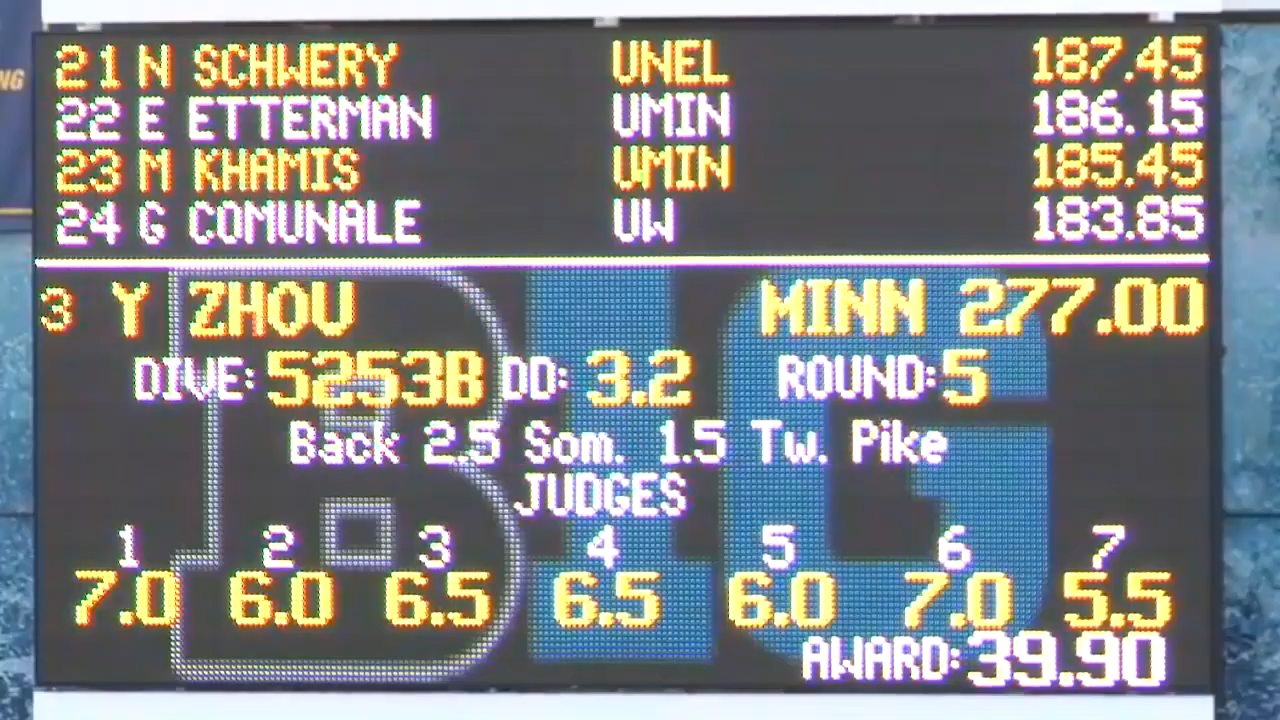 NG
21 N SCHWERY UNEL 187.45
22 E ETTERMAN UMIN 186.15
23 M KHAMIS UMIN 185.45
24 G COMUNALE UW 183.85
3 Y ZHOU MINN 277.00
DIVE: 5253B DD: 3.2 ROUND: 5
Back 2.5 Som. 1.5 Tw. Pike
JUDGES
1 2 3 4 5 6 7
7.0 6.0 6.5 6.5 6.0 7.0 5.5
AWARD: 39.90
B1G